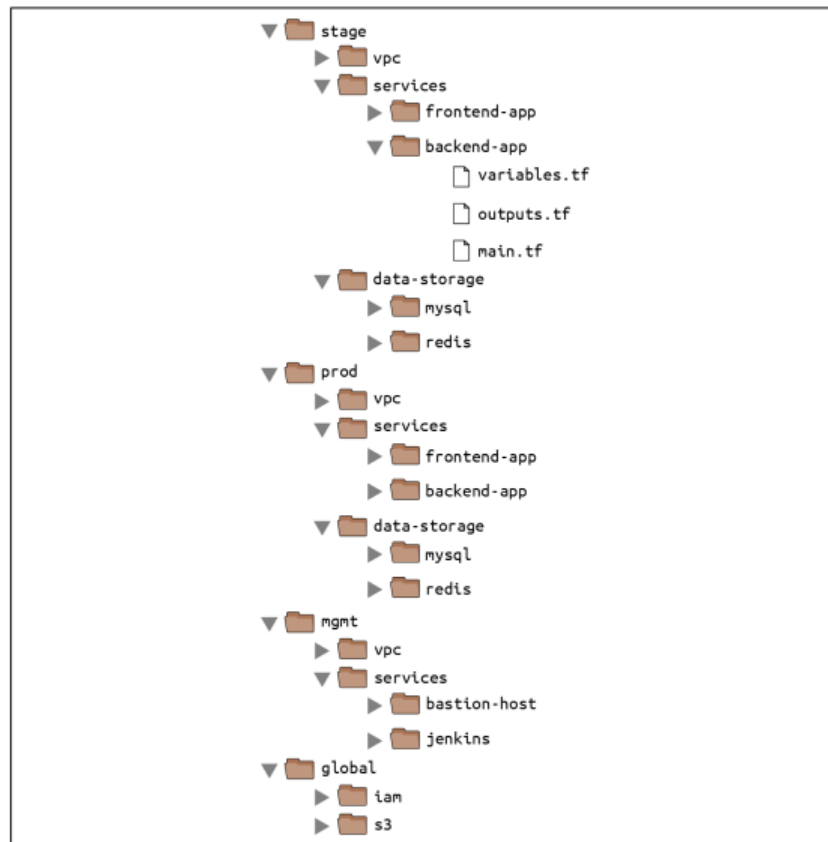 stage
vpc
services
frontend-app
backend-app
variables.tf
outputs.tf
main.tf
data-storage
mysql
redis
prod
vpc
services
frontend-app
backend-app
data-storage
mysql
redis
mgmt
vpc
services
bastion-host
jenkins
global
iam
s3